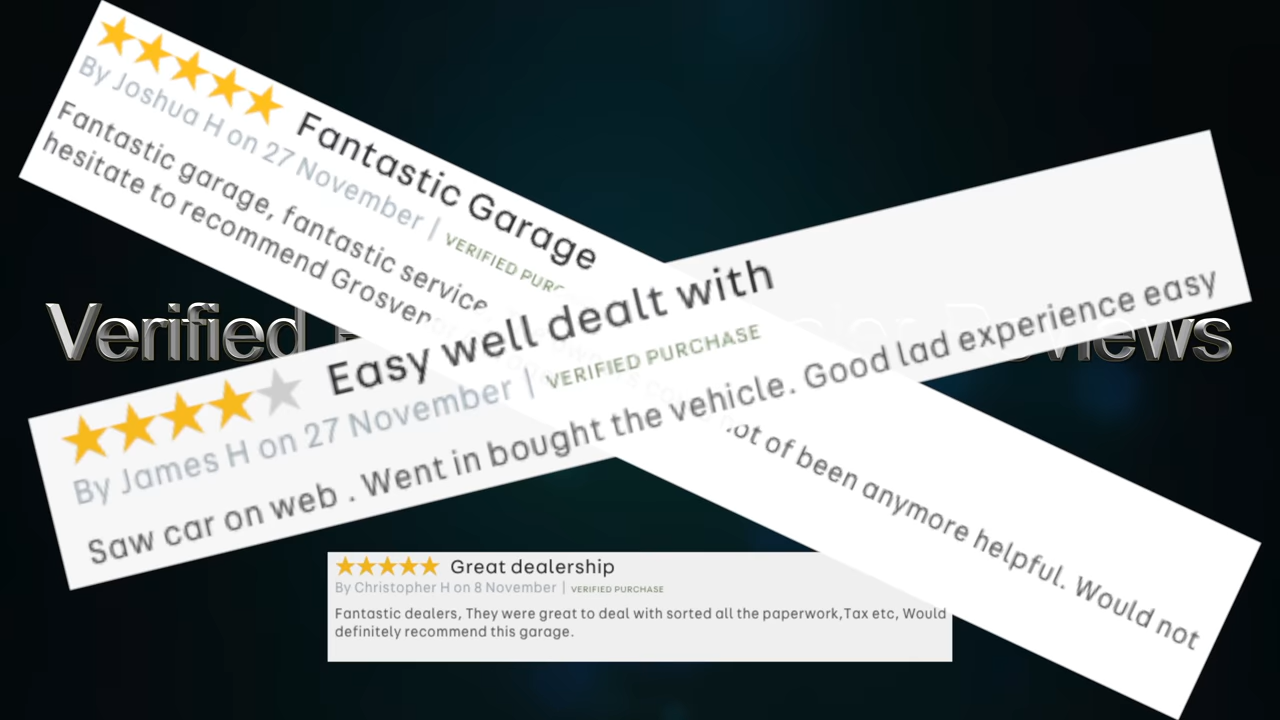 Fantastic Garage
By Joshua H on 27 November |
VERIFIED
Fantastic garage, fantastic service
not of been anymore helpful. Would not
hesitate to recommend
Verified
Easy well dealt with
By James H on 27 November | VERIFIED PURCHASE
Saw car on web . Went in bought the vehicle. Good lad experience easy
Great dealership
By Christopher H on 8 November | VERIFIED PURCHASE
Fantastic dealers, They were great to deal with sorted all the paperwork,Tax etc, Would
definitely recommend this garage.